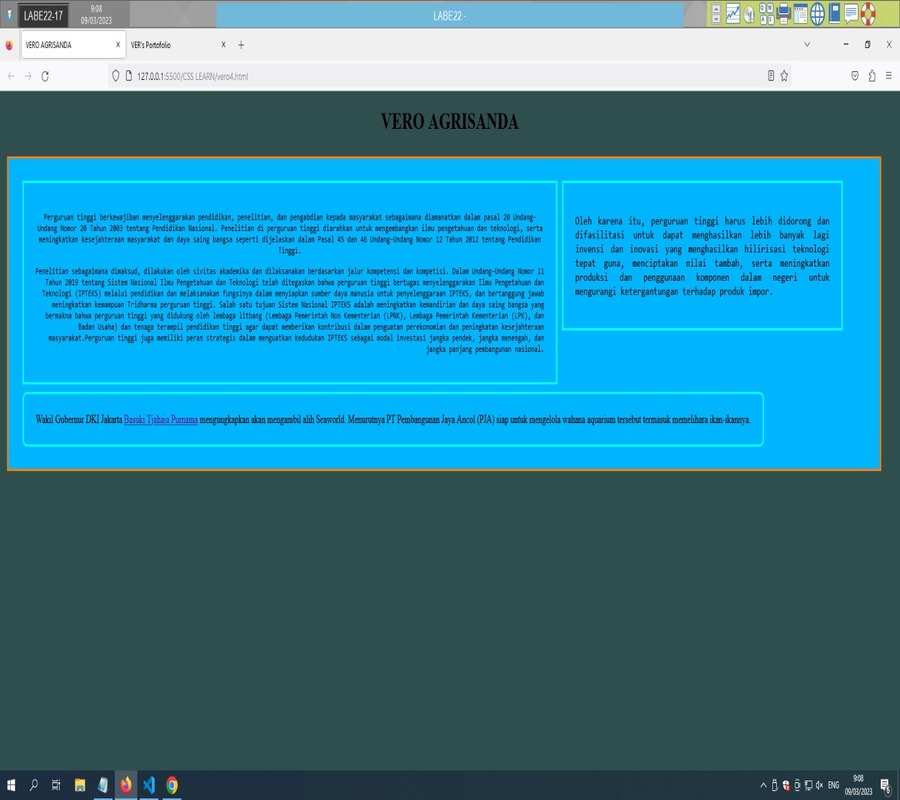 LABE22-17
9:08
09/03/2023
LABE22 -
VERO AGRISANDA
VER's Portofolio
127.0.0.1:5500/CSS LEARN/vero4.html
VERO AGRISANDA
Perguruan tinggi berkewajiban menyelenggarakan pendidikan, penelitian, dan pengabdian kepada masyarakat sebagaimana diamanatkan dalam pasal 20 Undang-
Undang Nomor 20 Tahun 2003 tentang Pendidikan Nasional. Penelitian di perguruan tinggi diarahkan untuk mengembangkan ilmu pengetahuan dan teknologi, serta
meningkatkan kesejahteraan masyarakat dan daya saing bangsa seperti dijelaskan dalam Pasal 45 dan 46 Undang-Undang Nomor 12 Tahun 2012 tentang Pendidikan
Tinggi.
Penelitian sebagaimana dimaksud, dilakukan oleh sivitas akademika dan dilaksanakan berdasarkan jalur kompetensi dan kompetisi. Dalam Undang-Undang Nomor 11
Tahun 2019 tentang Sistem Nasional Ilmu Pengetahuan dan Teknologi telah ditegaskan bahwa perguruan tinggi bertugas menyelenggarakan Ilmu Pengetahuan dan
Teknologi (IPTEKS) melalui pendidikan dan melaksanakan fungsinya dalam menyiapkan sumber daya manusia untuk penyelenggaraan IPTEKS, dan bertanggung jawab
meningkatkan kemampuan Tridharma perguruan tinggi. Salah satu tujuan Sistem Nasional IPTEKS adalah meningkatkan kemandirian dan daya saing bangsa yang
bermakna bahwa perguruan tinggi yang didukung oleh lembaga litbang (Lembaga Pemerintah Non Kementerian (LPNK), Lembaga Pemerintah Kementerian (LPK), dan
Badan Usaha) dan tenaga terampil pendidikan tinggi agar dapat memberikan kontribusi dalam penguatan perekonomian dan peningkatan kesejahteraan
masyarakat.Perguruan tinggi juga memiliki peran strategis dalam menguatkan kedudukan IPTEKS sebagai modal investasi jangka pendek, jangka menengah, dan
jangka panjang pembangunan nasional.
Oleh karena itu, perguruan tinggi harus lebih didorong dan
difasilitasi untuk dapat menghasilkan lebih banyak lagi
invensi dan inovasi yang menghasilkan hilirisasi teknologi
tepat guna, menciptakan nilai tambah, serta meningkatkan
produksi dan penggunaan komponen dalam negeri untuk
mengurangi ketergantungan terhadap produk impor.
Wakil Gubernur DKI Jakarta Basuki Tjahaja Purnama mengungkapkan akan mengambil alih Seaworld. Menurutnya PT Pembangunan Jaya Ancol (PJA) siap untuk mengelola wahana aquarium tersebut termasuk memelihara ikan-ikannya.
ENG
9:08
09/03/2023